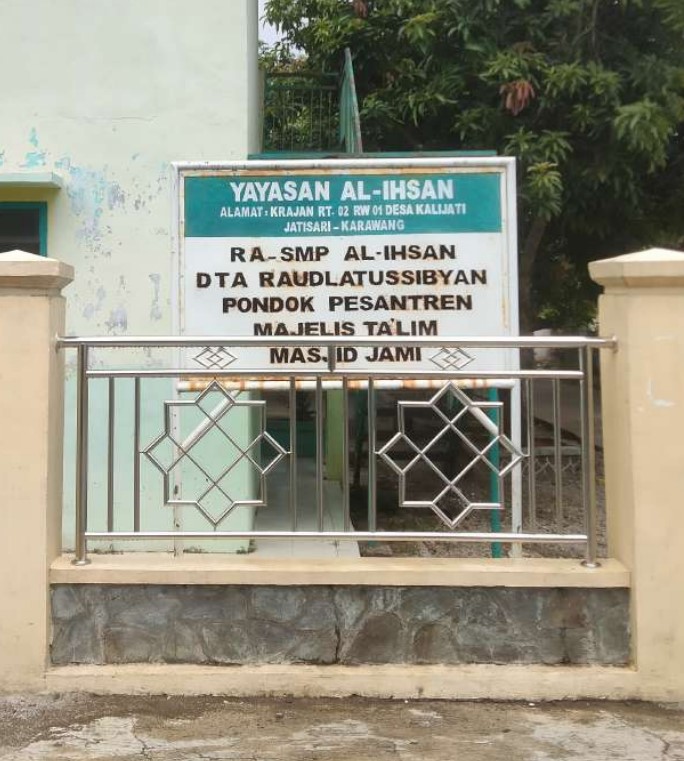 YAYASAN AL-IHSAN
ALAMAT : KRAJAN RT. 02 RW 01 DESA KALIJATI
JATISARI - KARAWANG
RA-SMP AL-IHSAN
DTA RAUDLATUSSIBYAN
PONDOK PESANTREN
MAJELIS TA'LIM
MASJID JAMI